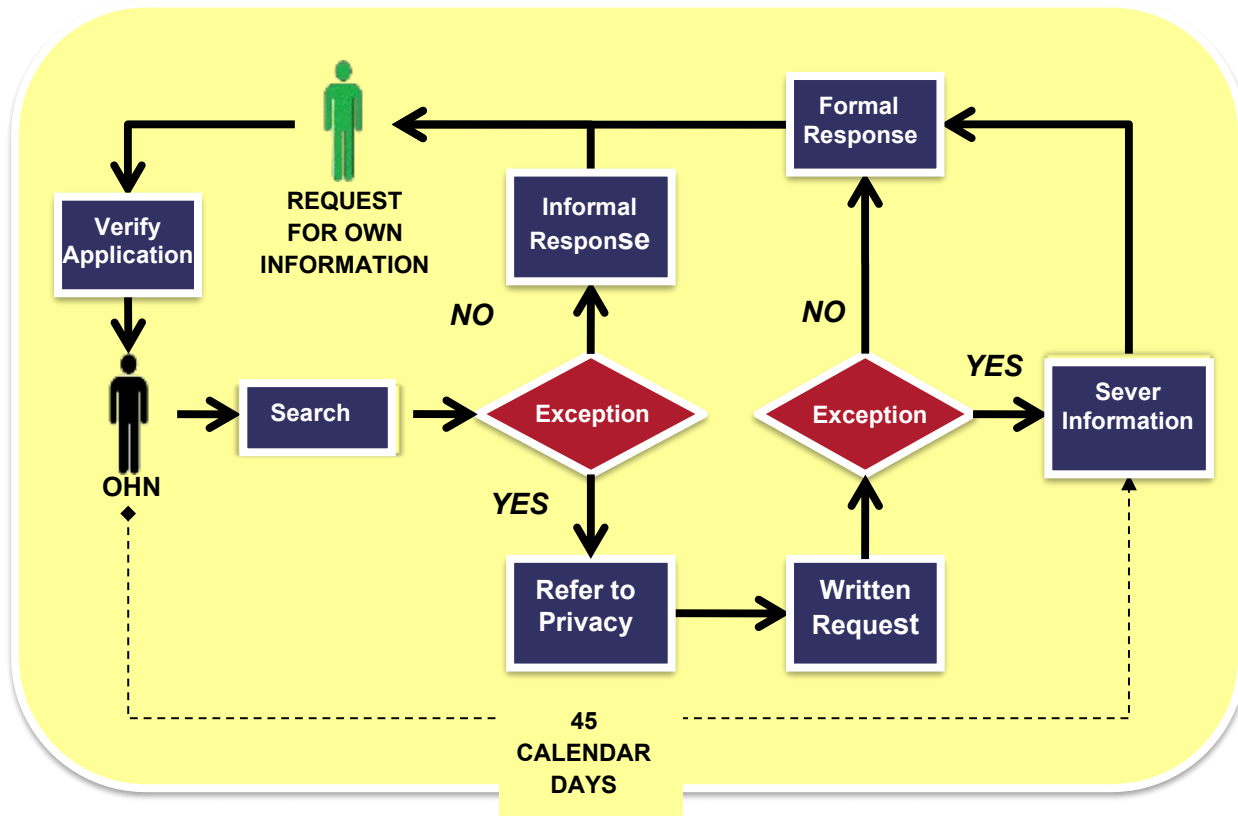 Formal
Response
Verify
Application
REQUEST
FOR OWN
INFORMATION
Informal
Response
NO
NO
OHN
Search
Exception
YES
Exception
YES
Sever
Information
Refer to
Privacy
Written
Request
45
CALENDAR
DAYS